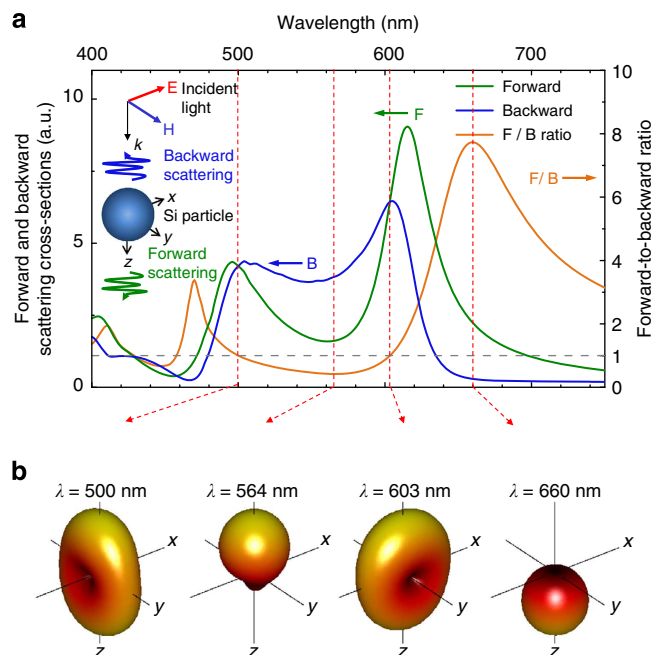 a
Wavelength (nm)
400 500 600 700
Forward and backward
scattering cross-sections (a.u.)
10
5
0
E Incident
light
H
k
Backward
scattering
x
Si particle
y
z
Forward
scattering
B
F
F/ B
Forward
Backward
F / B ratio
10
8
6
4
2
1
0
Forward-to-backward ratio
b
λ = 500 nm λ = 564 nm λ = 603 nm λ = 660 nm
x x x x
y y y y
z z z z